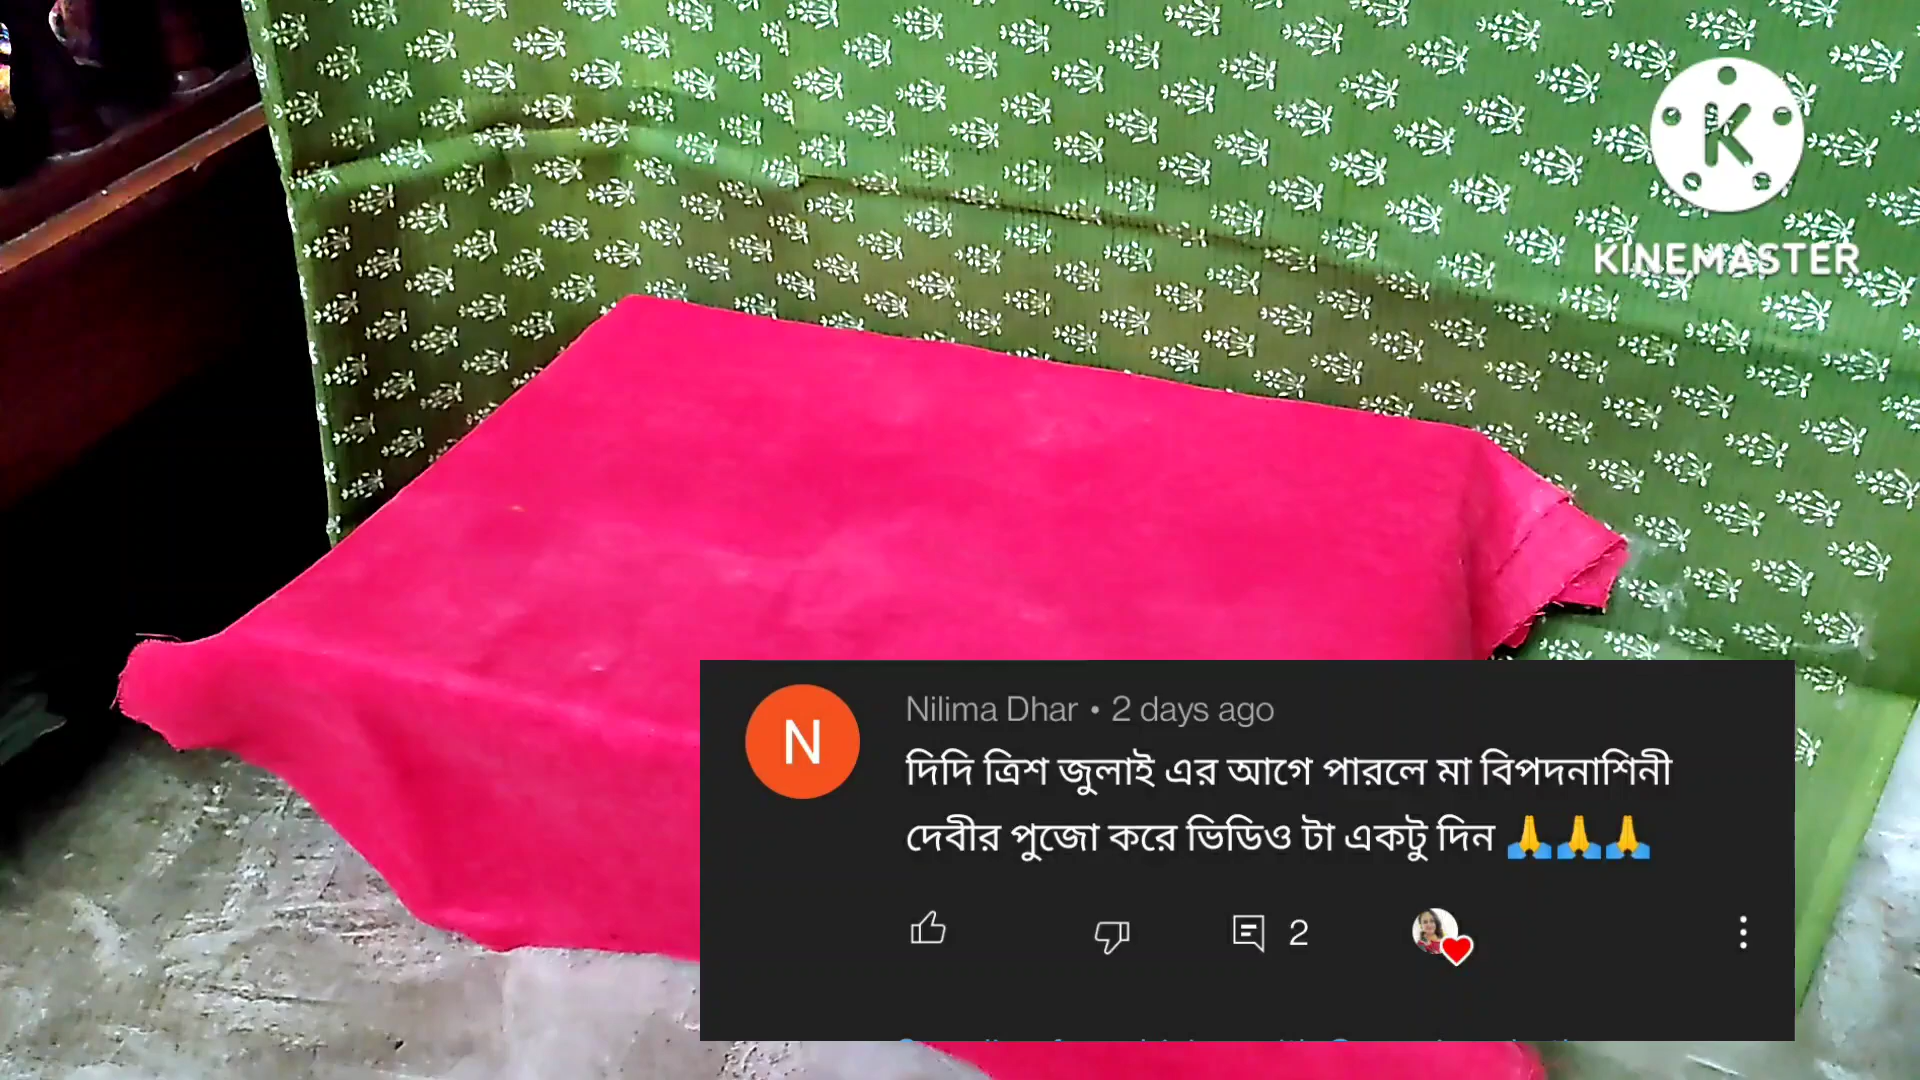 K
KINEMASTER
N
Nilima Dhar • 2 days ago
দিদি ত্রিশ জুলাই এর আগে পারলে মা বিপদনাশিনী
দেবীর পুজো করে ভিডিও টা একটু দিন 🙏🙏🙏
2